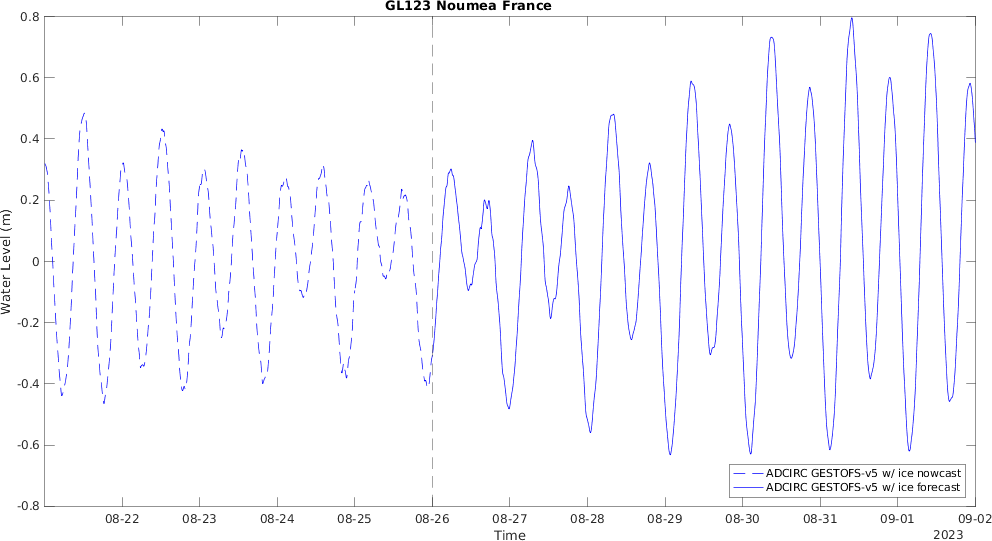 GL123 Noumea France
0.8
0.6
0.4
0.2
0
-0.2
-0.4
-0.6
-0.8
Water Level (m)
ADCIRC GESTOFS-v5 w/ ice nowcast
ADCIRC GESTOFS-v5 w/ ice forecast
08-22 08-23 08-24 08-25 08-26 08-27 08-28 08-29 08-30 08-31 09-01 09-02
Time
2023